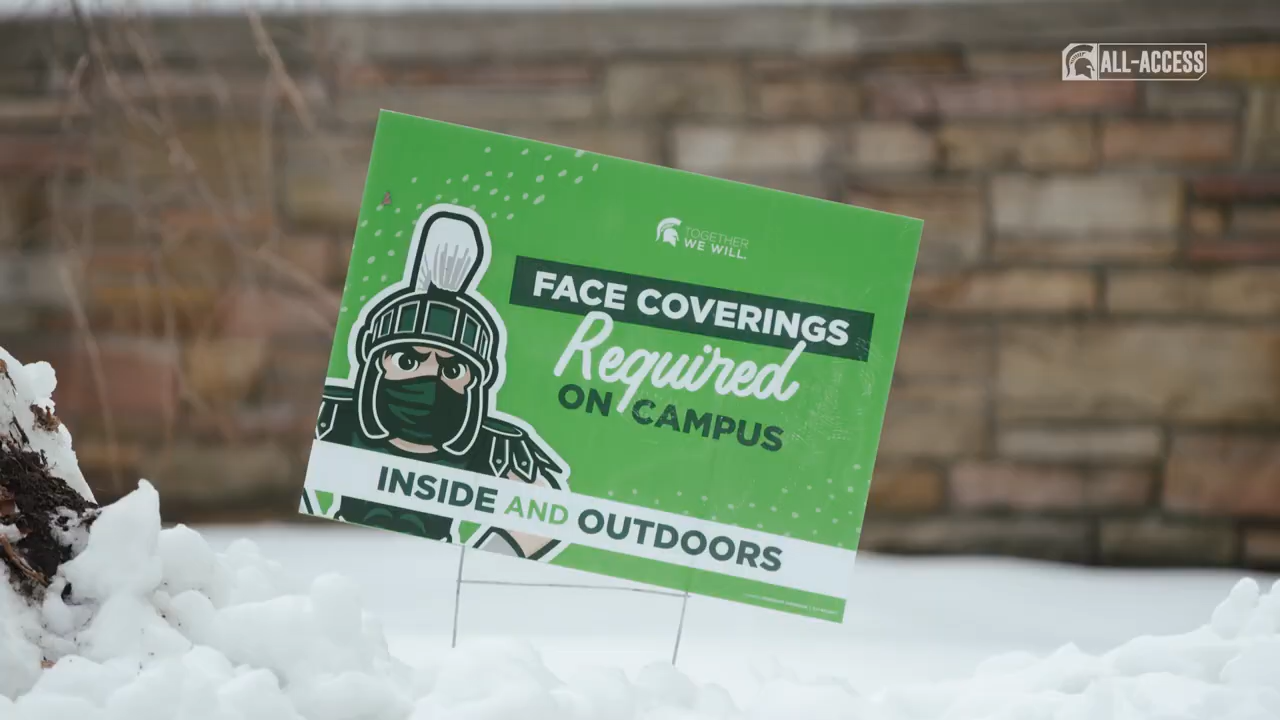 ALL-ACCESS
TOGETHER
WE WILL.
FACE COVERINGS
Required
ON CAMPUS
INSIDE AND OUTDOORS